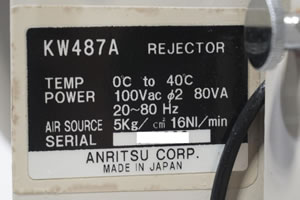 KW487A REJECTOR
TEMP 0℃ to 40℃
POWER 100Vac φ2 80VA
20~80 Hz
AIR SOURCE 5Kg/c㎡ 16Nl/min
SERIAL
ANRITSU CORP.
MADE IN JAPAN